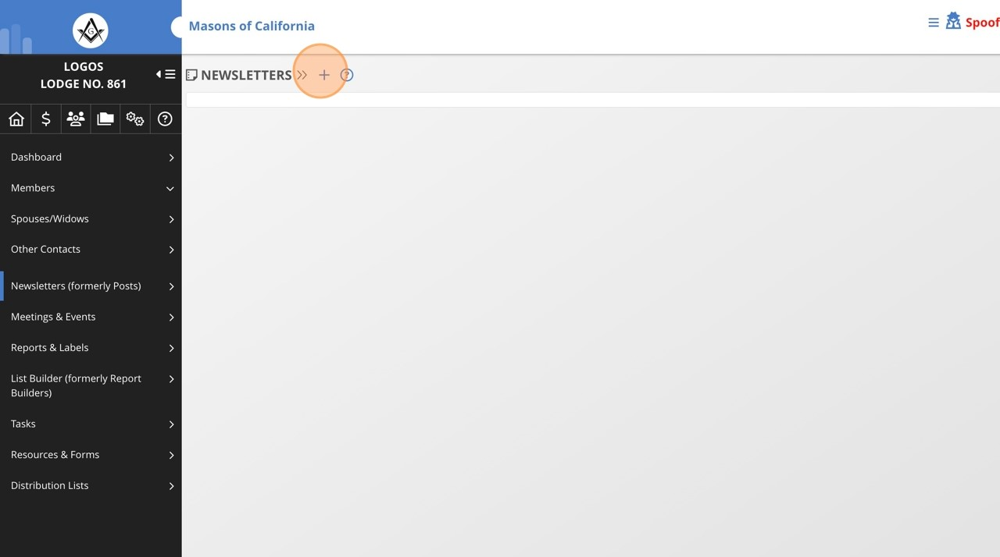 Masons of California
Spoof
G
LOGOS
LODGE NO. 861
NEWSLETTERS
Dashboard
Members
Spouses/Widows
Other Contacts
Newsletters (formerly Posts)
Meetings & Events
Reports & Labels
List Builder (formerly Report
Builders)
Tasks
Resources & Forms
Distribution Lists